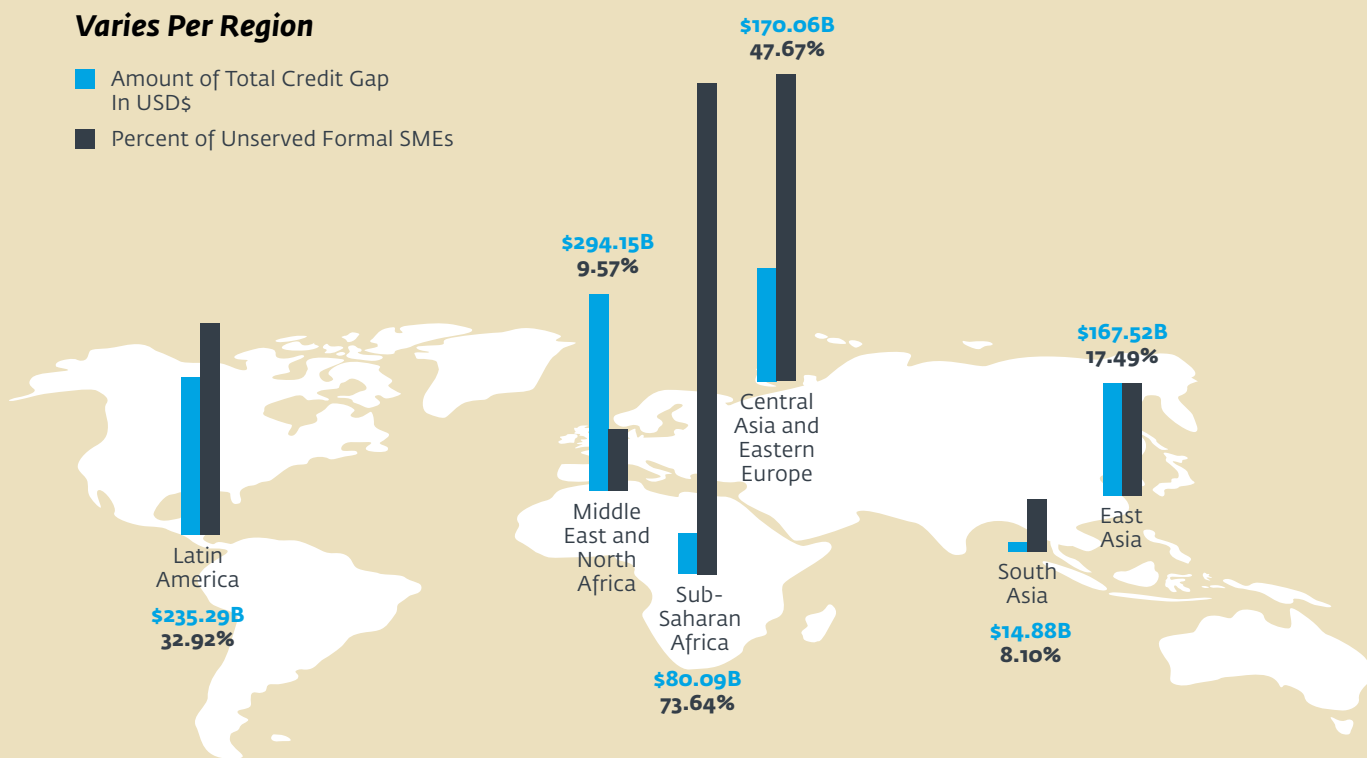 Varies Per Region
Amount of Total Credit Gap
In USD$
Percent of Unserved Formal SMEs
$170.06B
47.67%
Central
Asia and
Eastern
Europe
$294.15B
9.57%
Middle
East and
North
Africa
$167.52B
17.49%
East
Asia
Latin
America
$235.29B
32.92%
Sub-
Saharan
Africa
$80.09B
73.64%
South
Asia
$14.88B
8.10%